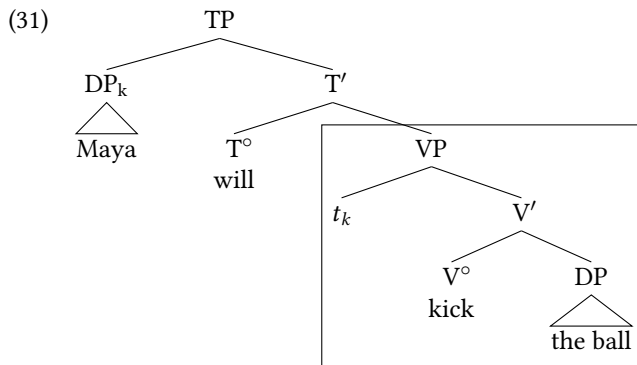 (31) TP
DPₖ T′
Maya T° VP
will
tₖ V′
V° DP
kick
the ball